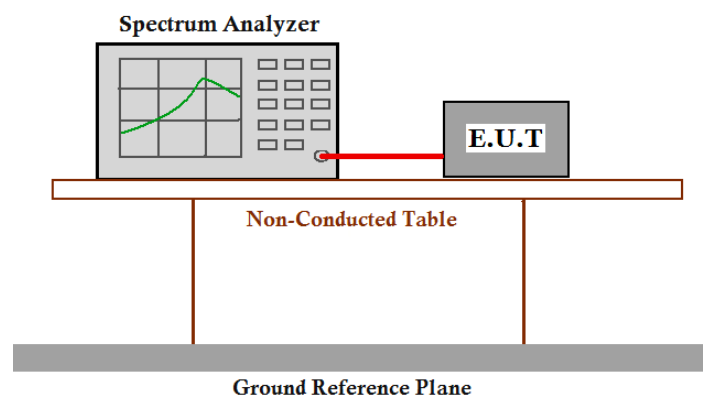 Spectrum Analyzer
E.U.T
Non-Conducted Table
Ground Reference Plane